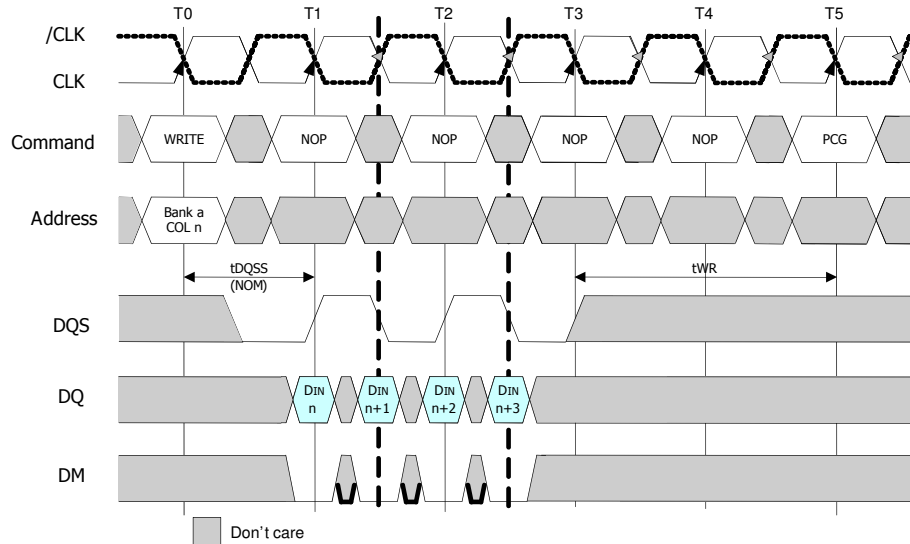 T0 T1 T2 T3 T4 T5
/CLK
CLK
Command WRITE NOP NOP NOP NOP PCG
Address Bank a
COL n
tDQSS
(NOM)
tWR
DQS
DQ DIN DIN DIN DIN
n n+1 n+2 n+3
DM
Don't care